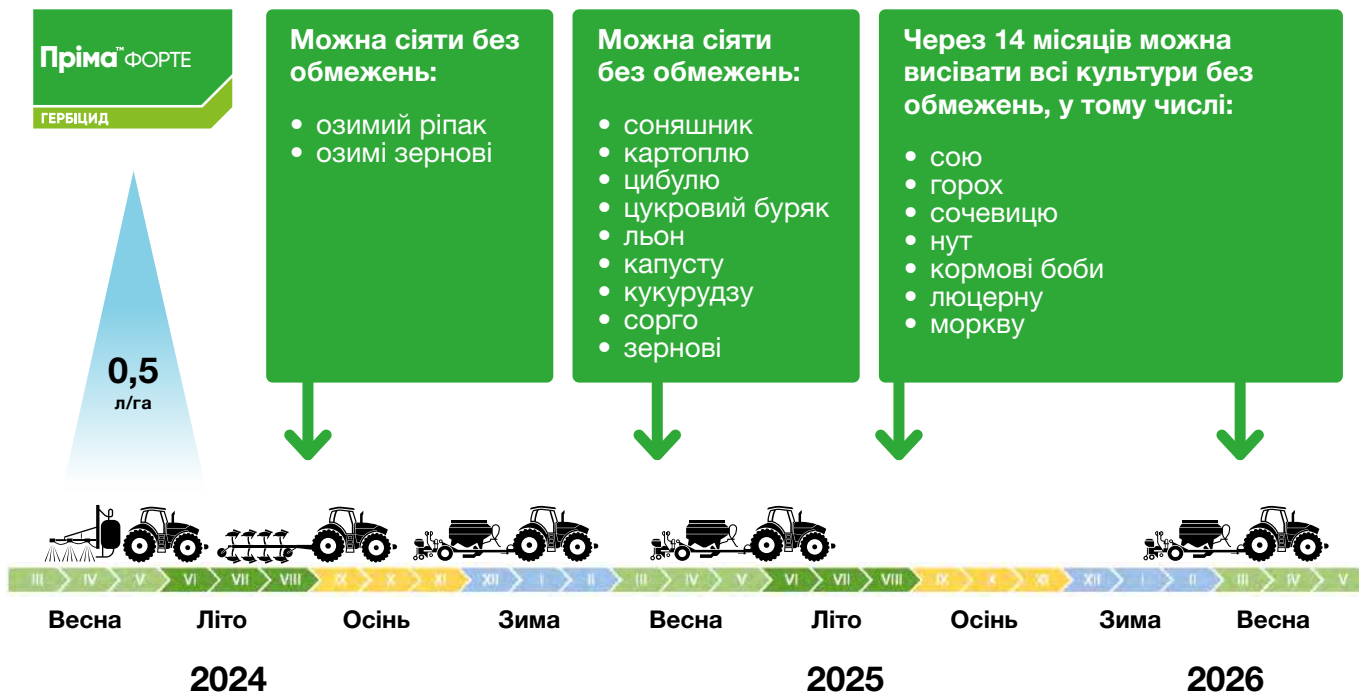 Пріма™ ФОРТЕ
ГЕРБІЦИД
0,5
л/га
Можна сіяти без
обмежень:
• озимий ріпак
• озимі зернові
Можна сіяти
без обмежень:
• соняшник
• картоплю
• цибулю
• цукровий буряк
• льон
• капусту
• кукурудзу
• сорго
• зернові
Через 14 місяців можна
висівати всі культури без
обмежень, у тому числі:
• сою
• горох
• сочевицю
• нут
• кормові боби
• люцерну
• моркву
III IV V VI VII VIII IX X XI XII I II III IV V VI VII VIII IX X XI XII I II III IV V
Весна Літо Осінь Зима Весна Літо Осінь Зима Весна
2024 2025 2026